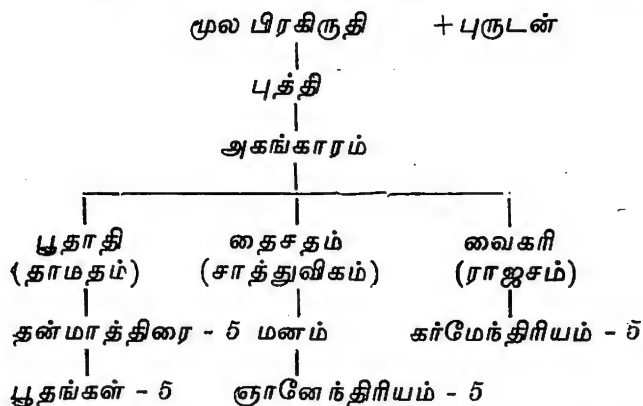 மூல பிரகிருதி + புருடன்
புத்தி
அகங்காரம்
பூதாதி தைசதம் வைகரி
(தாமதம்) (சாத்துவிகம்) (ராஜசம்)
தன்மாத்திரை - 5 மனம் கர்மேந்திரியம் - 5
பூதங்கள் - 5 ஞானேந்திரியம் - 5